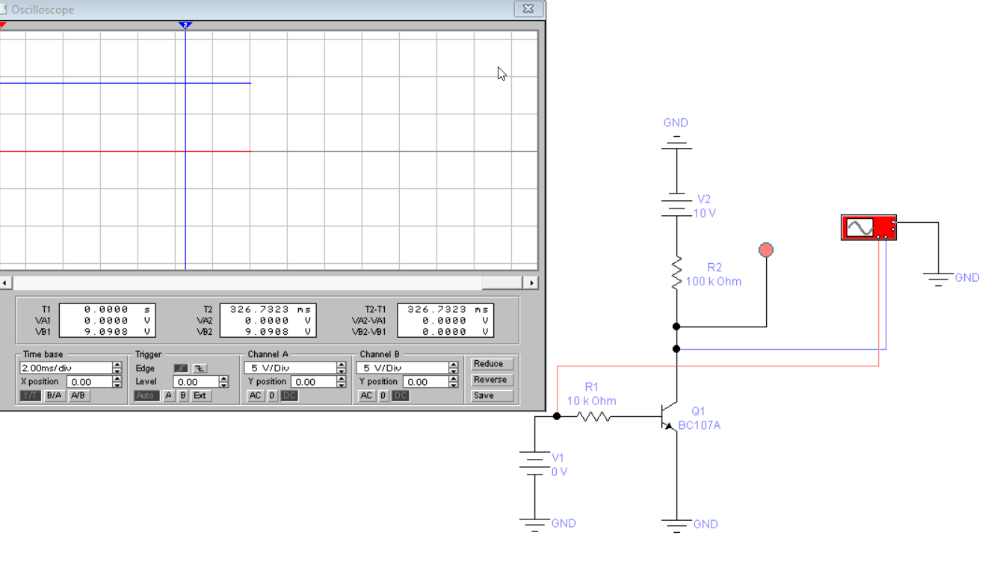 Oscilloscope
2
T1 0.0000 s
VA1 0.0000 V
VB1 9.0908 V
T2 326.7323 ms
VA2 0.0000 V
VB2 9.0908 V
T2-T1 326.7323 ms
VA2-VA1 0.0000 V
VB2-VB1 0.0000 V
Time base
2.00ms/div
X position 0.00
Y/T B/A A/B
Trigger
Edge
Level 0.00
Auto A B Ext
Channel A
5 V/Div
Y position 0.00
AC 0 DC
Channel B
5 V/Div
Y position 0.00
AC 0 DC
Reduce
Reverse
Save
GND
V2
10 V
R2
100 k Ohm
GND
R1
10 k Ohm
Q1
BC107A
V1
0 V
GND
GND